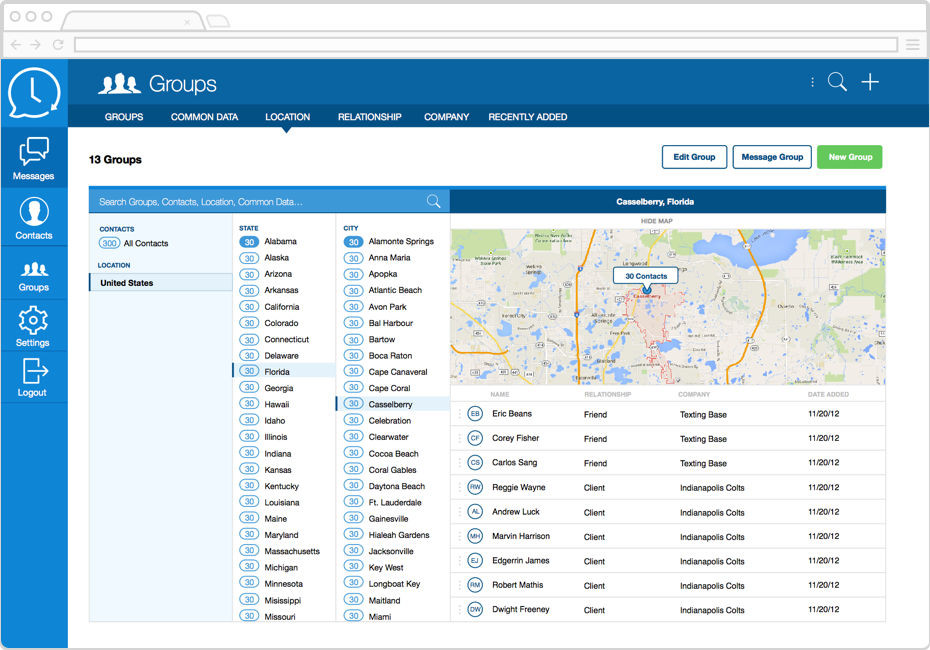 Groups
GROUPS
COMMON DATA
LOCATION
RELATIONSHIP
COMPANY
RECENTLY ADDED
Messages
Contacts
Groups
Settings
Logout
13 Groups
Edit Group
Message Group
New Group
Search Groups, Contacts, Location, Common Data...
Casselberry, Florida
HIDE MAP
CONTACTS
300 All Contacts
LOCATION
United States
STATE
30 Alabama
30 Alaska
30 Arizona
30 Arkansas
30 California
30 Colorado
30 Connecticut
30 Delaware
30 Florida
30 Georgia
30 Hawaii
30 Idaho
30 Illinois
30 Indiana
30 Kansas
30 Kentucky
30 Louisiana
30 Maine
30 Maryland
30 Massachusetts
30 Michigan
30 Minnesota
30 Misissippi
30 Missouri
CITY
30 Alamonte Springs
30 Anna Maria
30 Apopka
30 Atlantic Beach
30 Avon Park
30 Bal Harbour
30 Bartow
30 Boca Raton
30 Cape Canaveral
30 Cape Coral
30 Casselberry
30 Celebration
30 Clearwater
30 Cocoa Beach
30 Coral Gables
30 Daytona Beach
30 Ft. Lauderdale
30 Gainesville
30 Hialeah Gardens
30 Jacksonville
30 Key West
30 Longboat Key
30 Maitland
30 Miami
30 Contacts
Longwood
Casselberry
Altamonte
Springs
Fern Park
NAME RELATIONSHIP COMPANY DATE ADDED
EB Eric Beans Friend Texting Base 11/20/12
CF Corey Fisher Friend Texting Base 11/20/12
CS Carlos Sang Friend Texting Base 11/20/12
RW Reggie Wayne Client Indianapolis Colts 11/20/12
AL Andrew Luck Client Indianapolis Colts 11/20/12
MH Marvin Harrison Client Indianapolis Colts 11/20/12
EJ Edgerrin James Client Indianapolis Colts 11/20/12
RM Robert Mathis Client Indianapolis Colts 11/20/12
DW Dwight Freeney Client Indianapolis Colts 11/20/12